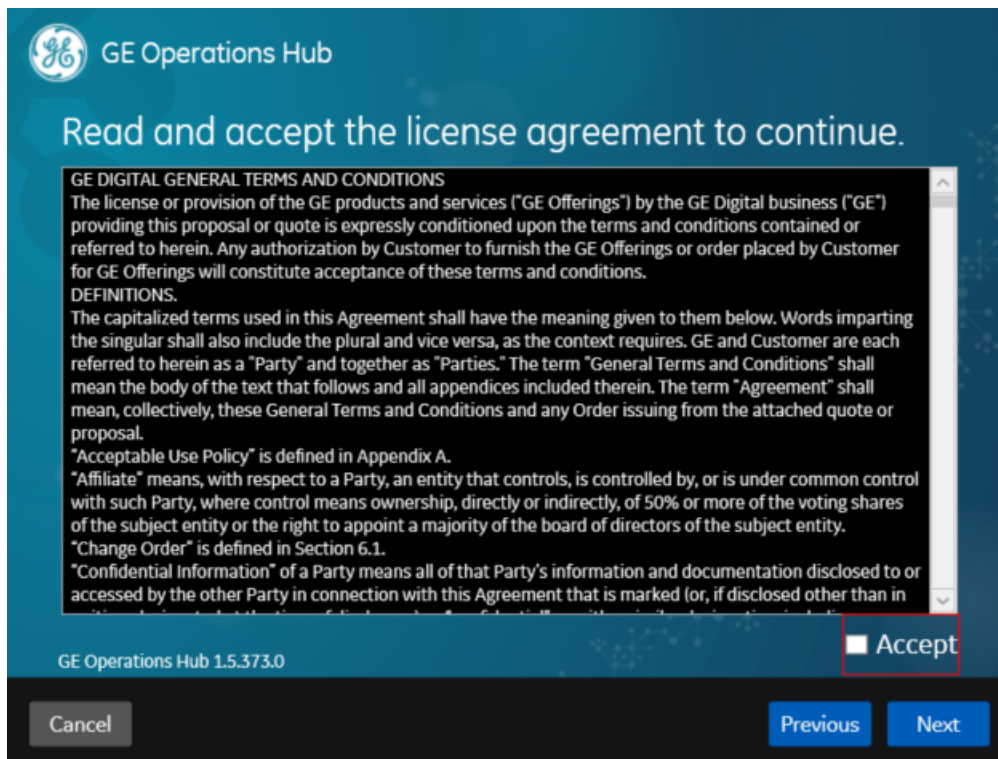 GE Operations Hub
Read and accept the license agreement to continue.
GE DIGITAL GENERAL TERMS AND CONDITIONS
The license or provision of the GE products and services ("GE Offerings") by the GE Digital business ("GE")
providing this proposal or quote is expressly conditioned upon the terms and conditions contained or
referred to herein. Any authorization by Customer to furnish the GE Offerings or order placed by Customer
for GE Offerings will constitute acceptance of these terms and conditions.
DEFINITIONS.
The capitalized terms used in this Agreement shall have the meaning given to them below. Words imparting
the singular shall also include the plural and vice versa, as the context requires. GE and Customer are each
referred to herein as a "Party" and together as "Parties." The term "General Terms and Conditions" shall
mean the body of the text that follows and all appendices included therein. The term "Agreement" shall
mean, collectively, these General Terms and Conditions and any Order issuing from the attached quote or
proposal.
"Acceptable Use Policy" is defined in Appendix A.
"Affiliate" means, with respect to a Party, an entity that controls, is controlled by, or is under common control
with such Party, where control means ownership, directly or indirectly, of 50% or more of the voting shares
of the subject entity or the right to appoint a majority of the board of directors of the subject entity.
"Change Order" is defined in Section 6.1.
"Confidential Information" of a Party means all of that Party's information and documentation disclosed to or
accessed by the other Party in connection with this Agreement that is marked (or, if disclosed other than in
Accept
GE Operations Hub 1.5.373.0
Cancel
Previous
Next